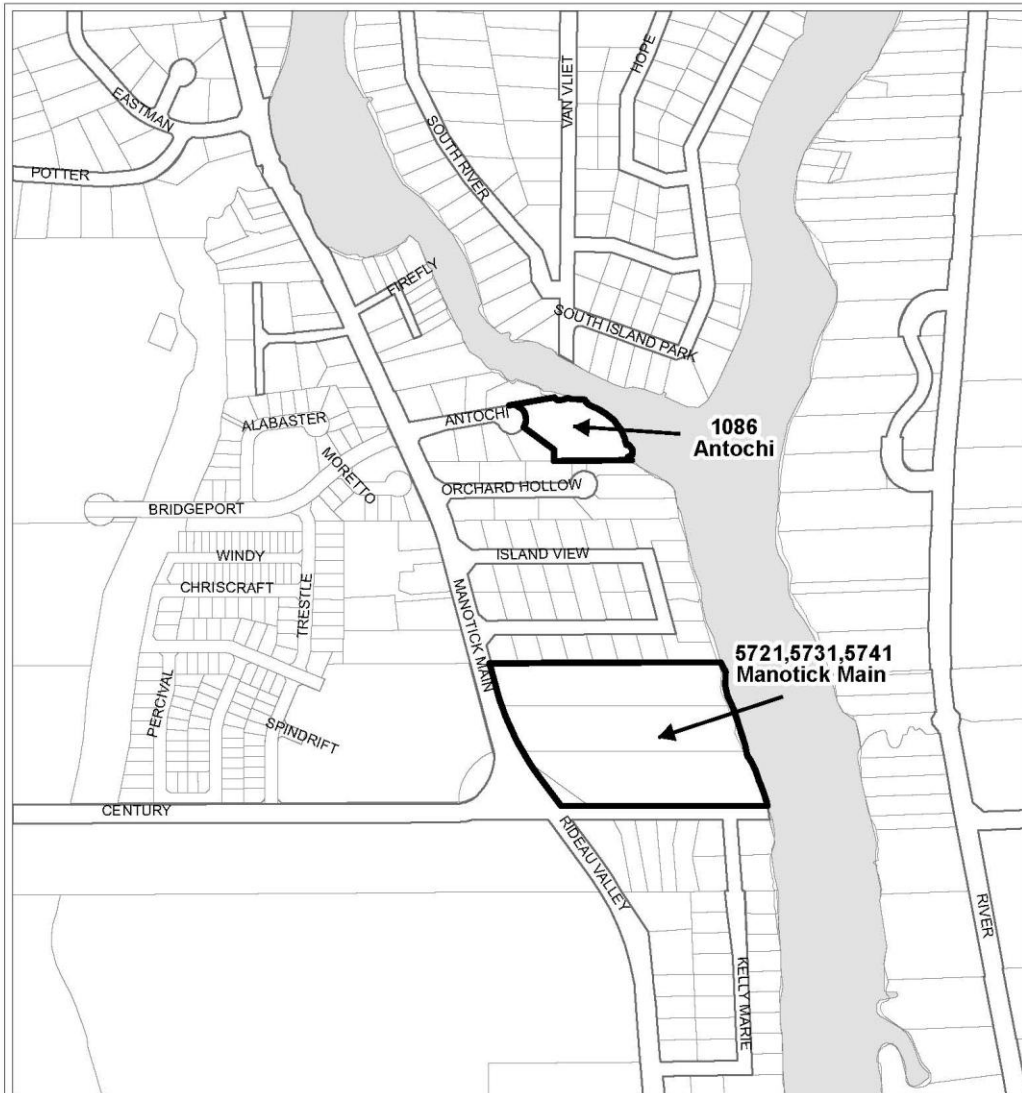 HOPE
VAN VLIET
EASTMAN
SOUTH RIVER
POTTER
FIREFLY
SOUTH ISLAND PARK
ANTOCHI
1086
Antochi
ALABASTER
MORETTO
ORCHARD HOLLOW
BRIDGEPORT
ISLAND VIEW
WINDY
CHRISCRAFT
TRESTLE
MANOTICK MAIN
5721,5731,5741
Manotick Main
PERCIVAL
SPINDRIFT
CENTURY
RIDEAU VALLEY
RIVER
KELLY MARIE